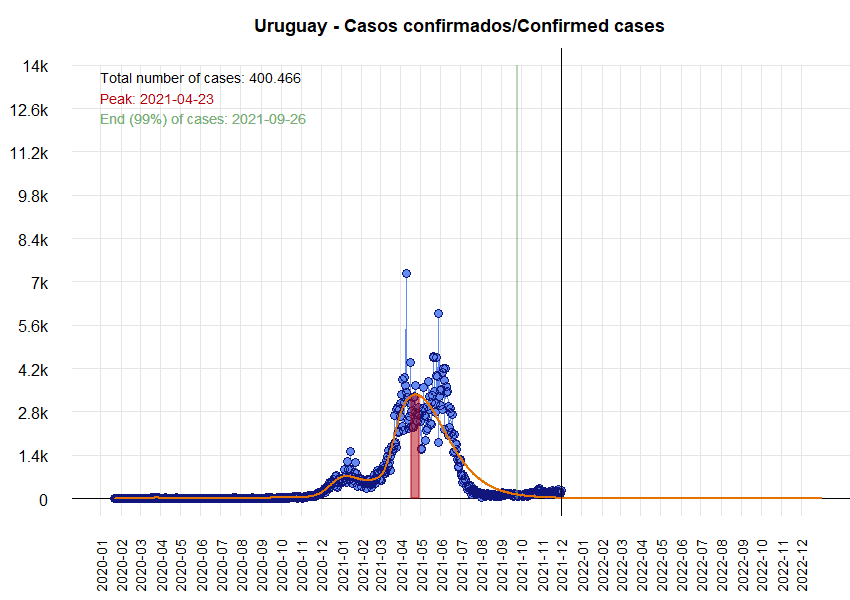 Uruguay - Casos confirmados/Confirmed cases
14k
12.6k
11.2k
9.8k
8.4k
7k
5.6k
4.2k
2.8k
1.4k
0
Total number of cases: 400.466
Peak: 2021-04-23
End (99%) of cases: 2021-09-26
2020-01
2020-02
2020-03
2020-04
2020-05
2020-06
2020-07
2020-08
2020-09
2020-10
2020-11
2020-12
2021-01
2021-02
2021-03
2021-04
2021-05
2021-06
2021-07
2021-08
2021-09
2021-10
2021-11
2021-12
2022-01
2022-02
2022-03
2022-04
2022-05
2022-06
2022-07
2022-08
2022-09
2022-10
2022-11
2022-12